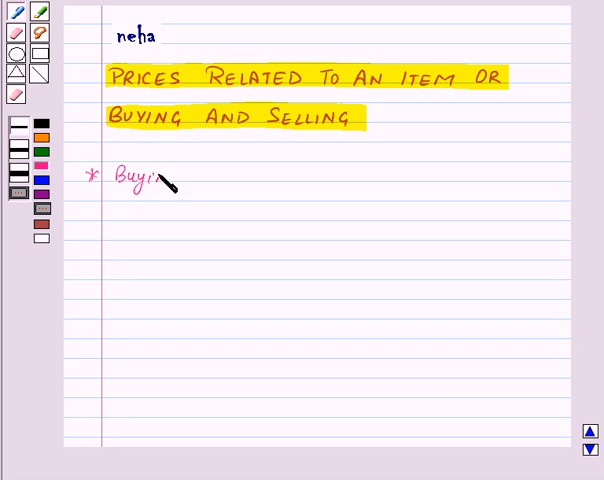 neha
PRICES RELATED TO AN ITEM OR
BUYING AND SELLING
* Buyi